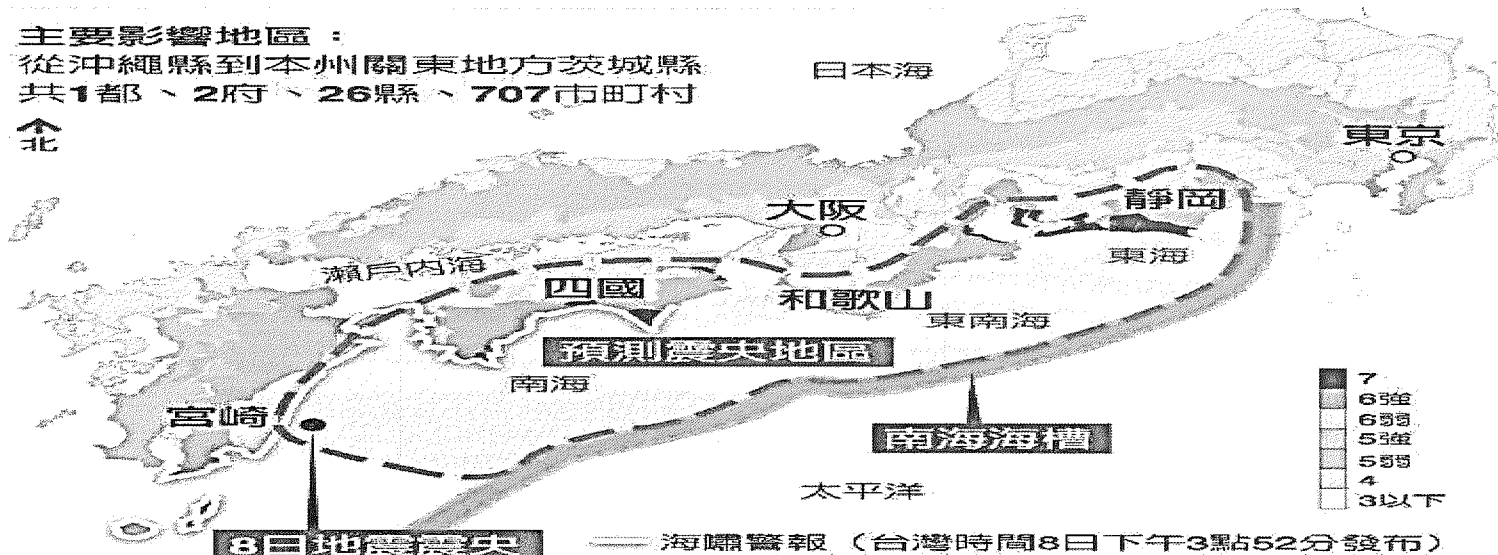 主要影響地區：
從沖繩縣到本州關東地方茨城縣
共1都、2府、26縣、707市町村
北
日本海
東京
大阪
靜岡
瀨戶內海
四國
和歌山
東海
東南海
預測震央地區
南海
宮崎
南海海槽
太平洋
7
6強
6弱
5強
5弱
4
3以下
8日地震震央
海嘯警報（台灣時間8日下午3點52分發布）